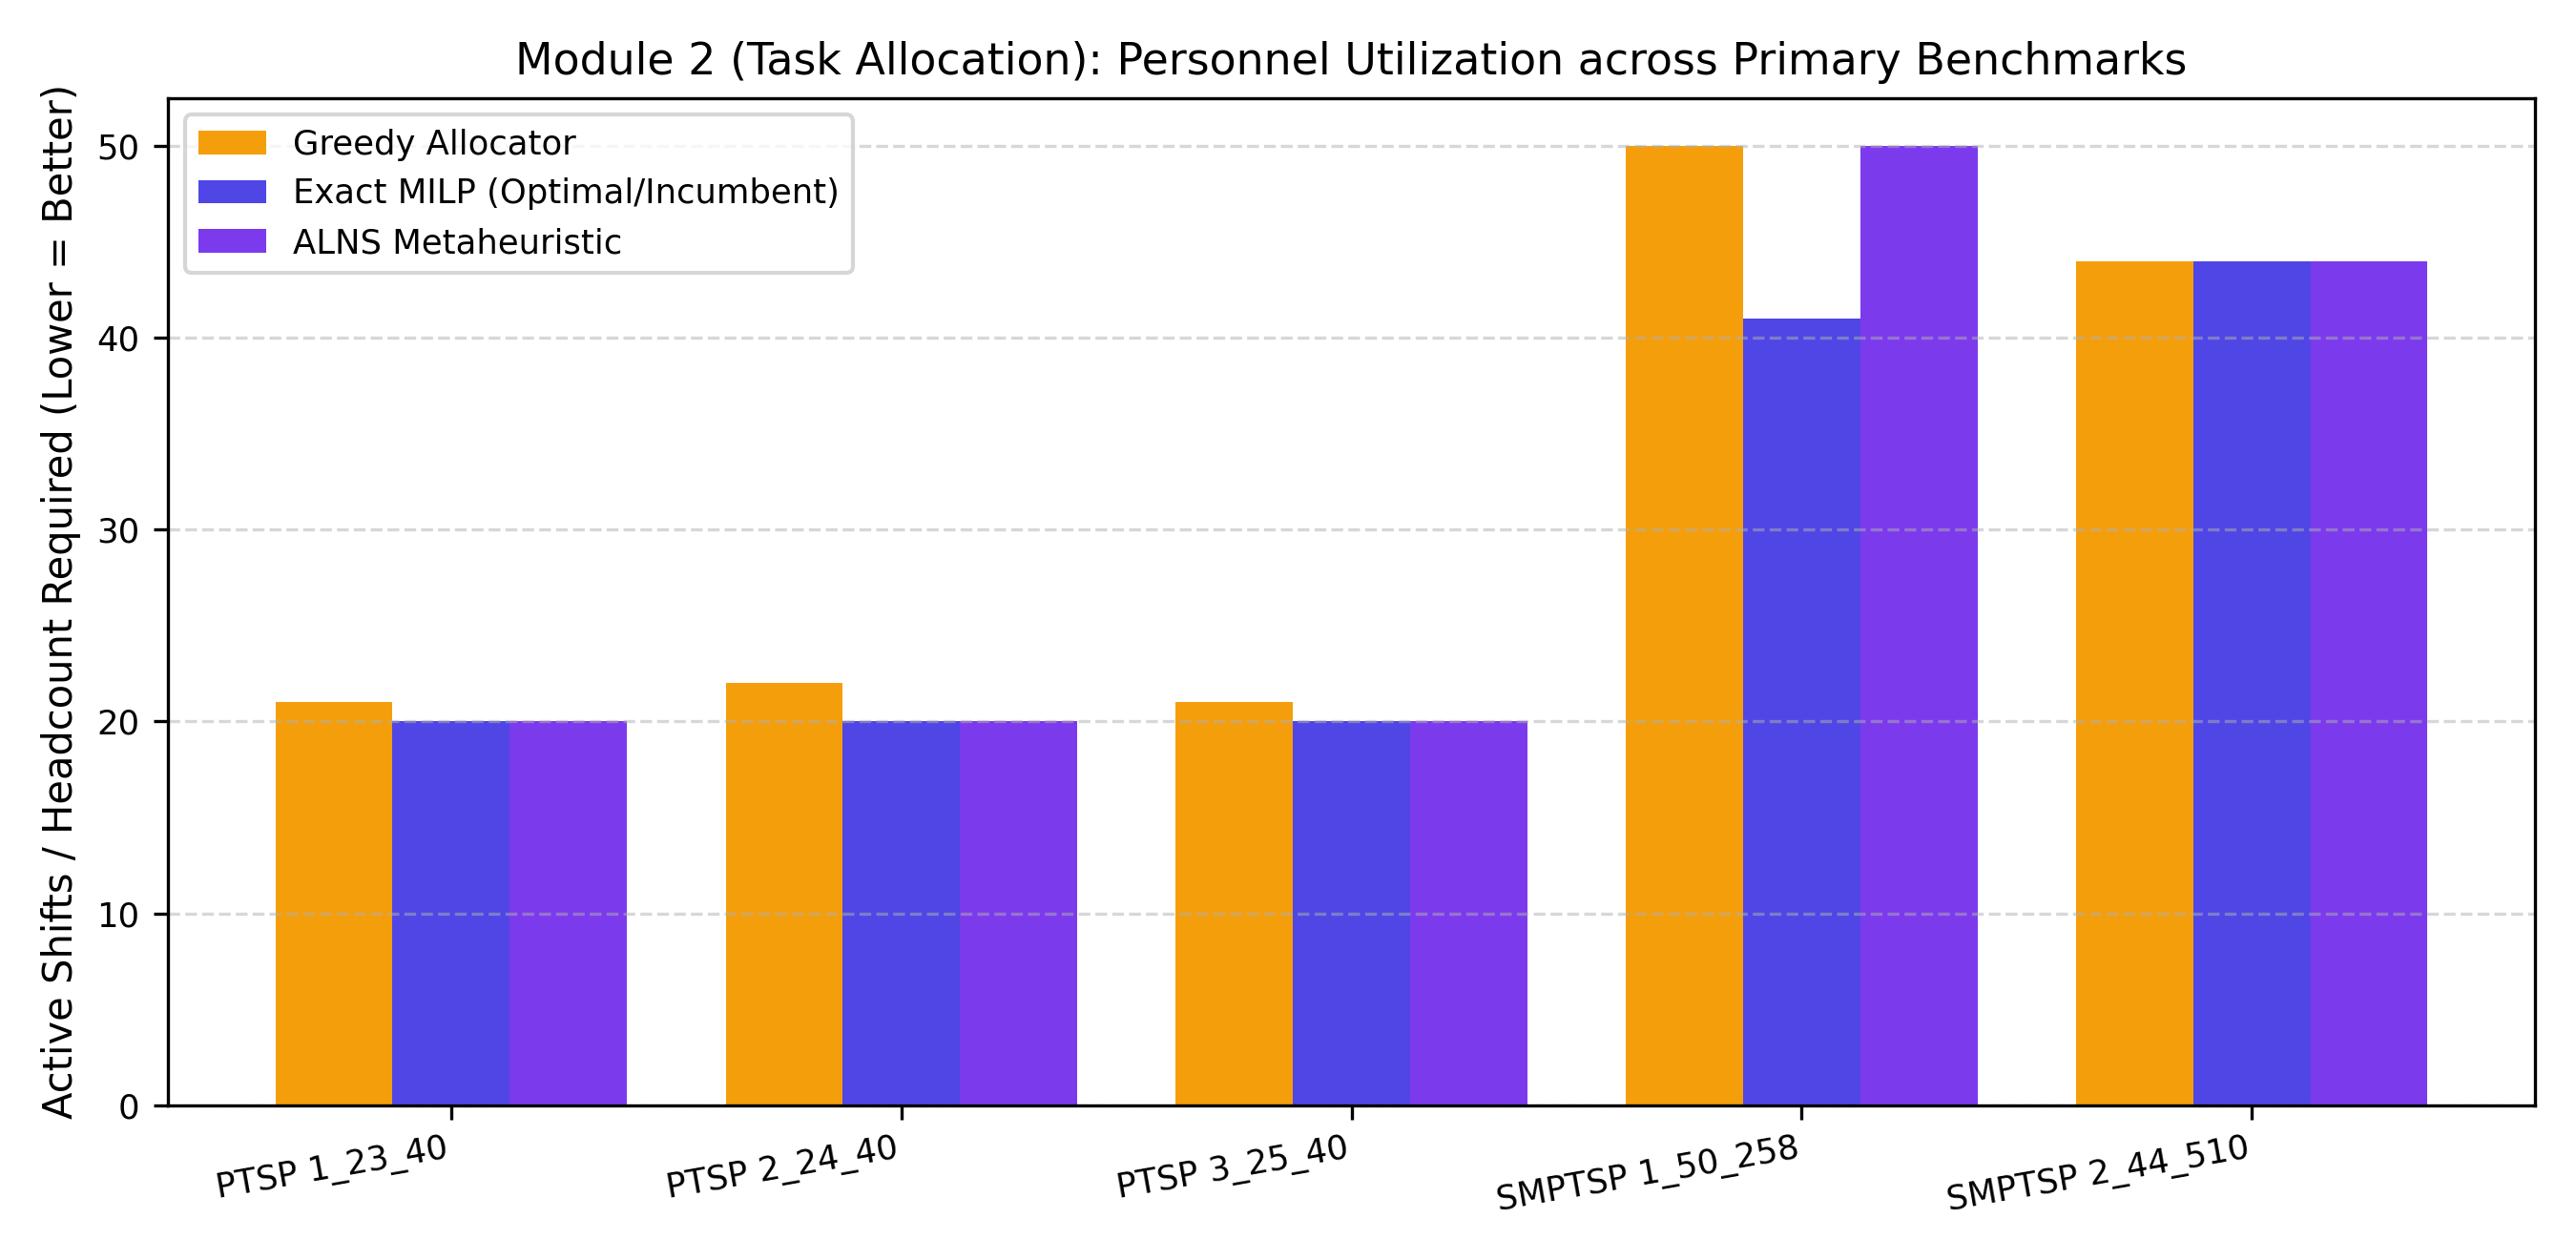 Module 2 (Task Allocation): Personnel Utilization across Primary Benchmarks
Active Shifts / Headcount Required (Lower = Better)
Greedy Allocator
Exact MILP (Optimal/Incumbent)
ALNS Metaheuristic
50
40
30
20
10
0
PTSP 1_23_40
PTSP 2_24_40
PTSP 3_25_40
SMPTSP 1_50_258
SMPTSP 2_44_510